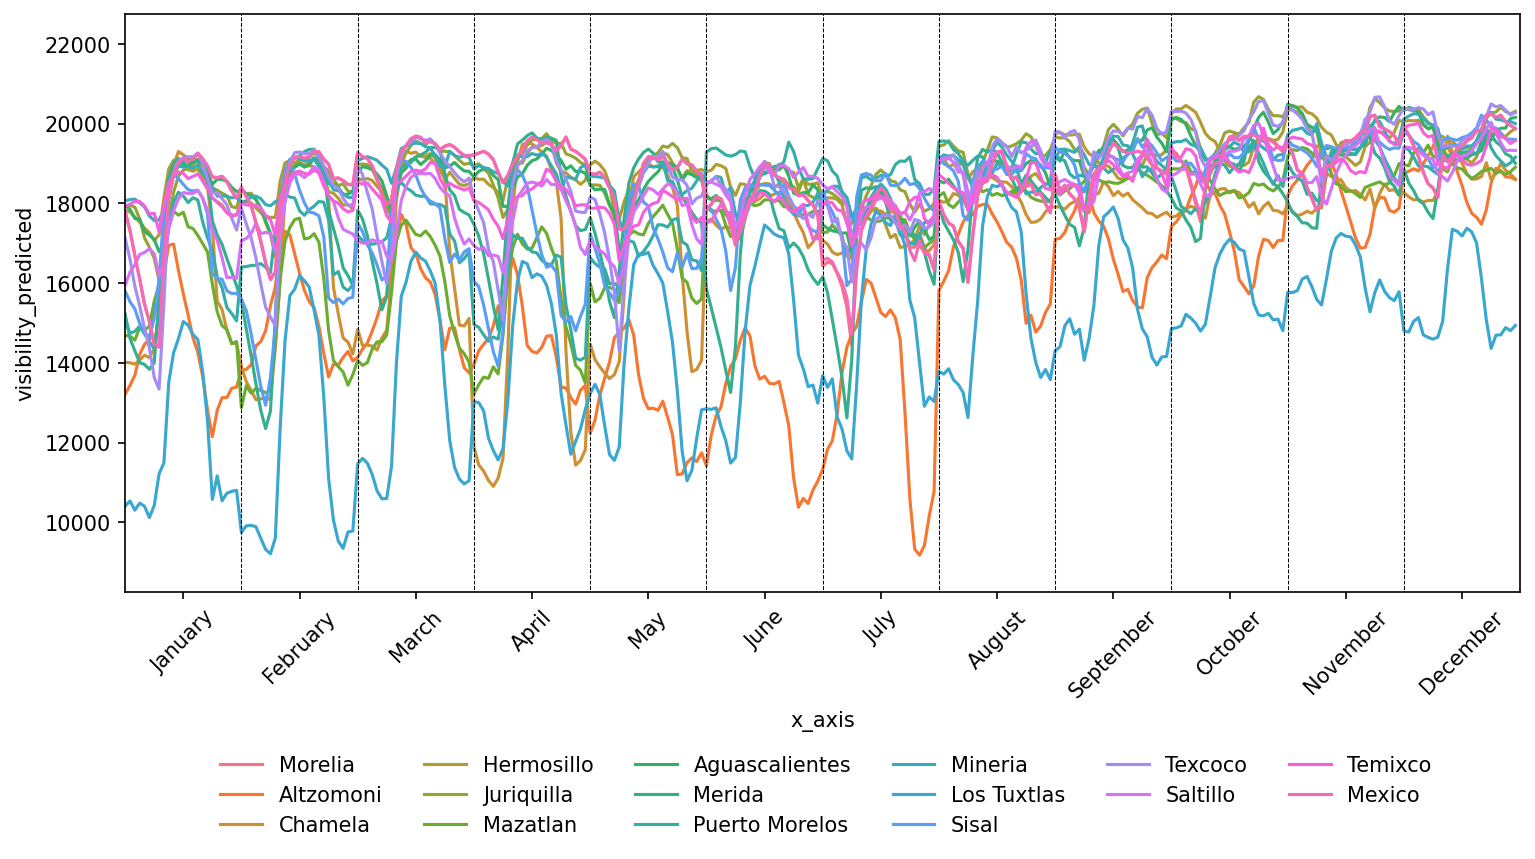 22000
20000
18000
16000
14000
12000
10000
visibility_predicted
January February March April May June July August September October November December
x_axis
Morelia Hermosillo Aguascalientes Mineria Texcoco Temixco
Altzomoni Juriquilla Merida Los Tuxtlas Saltillo Mexico
Chamela Mazatlan Puerto Morelos Sisal